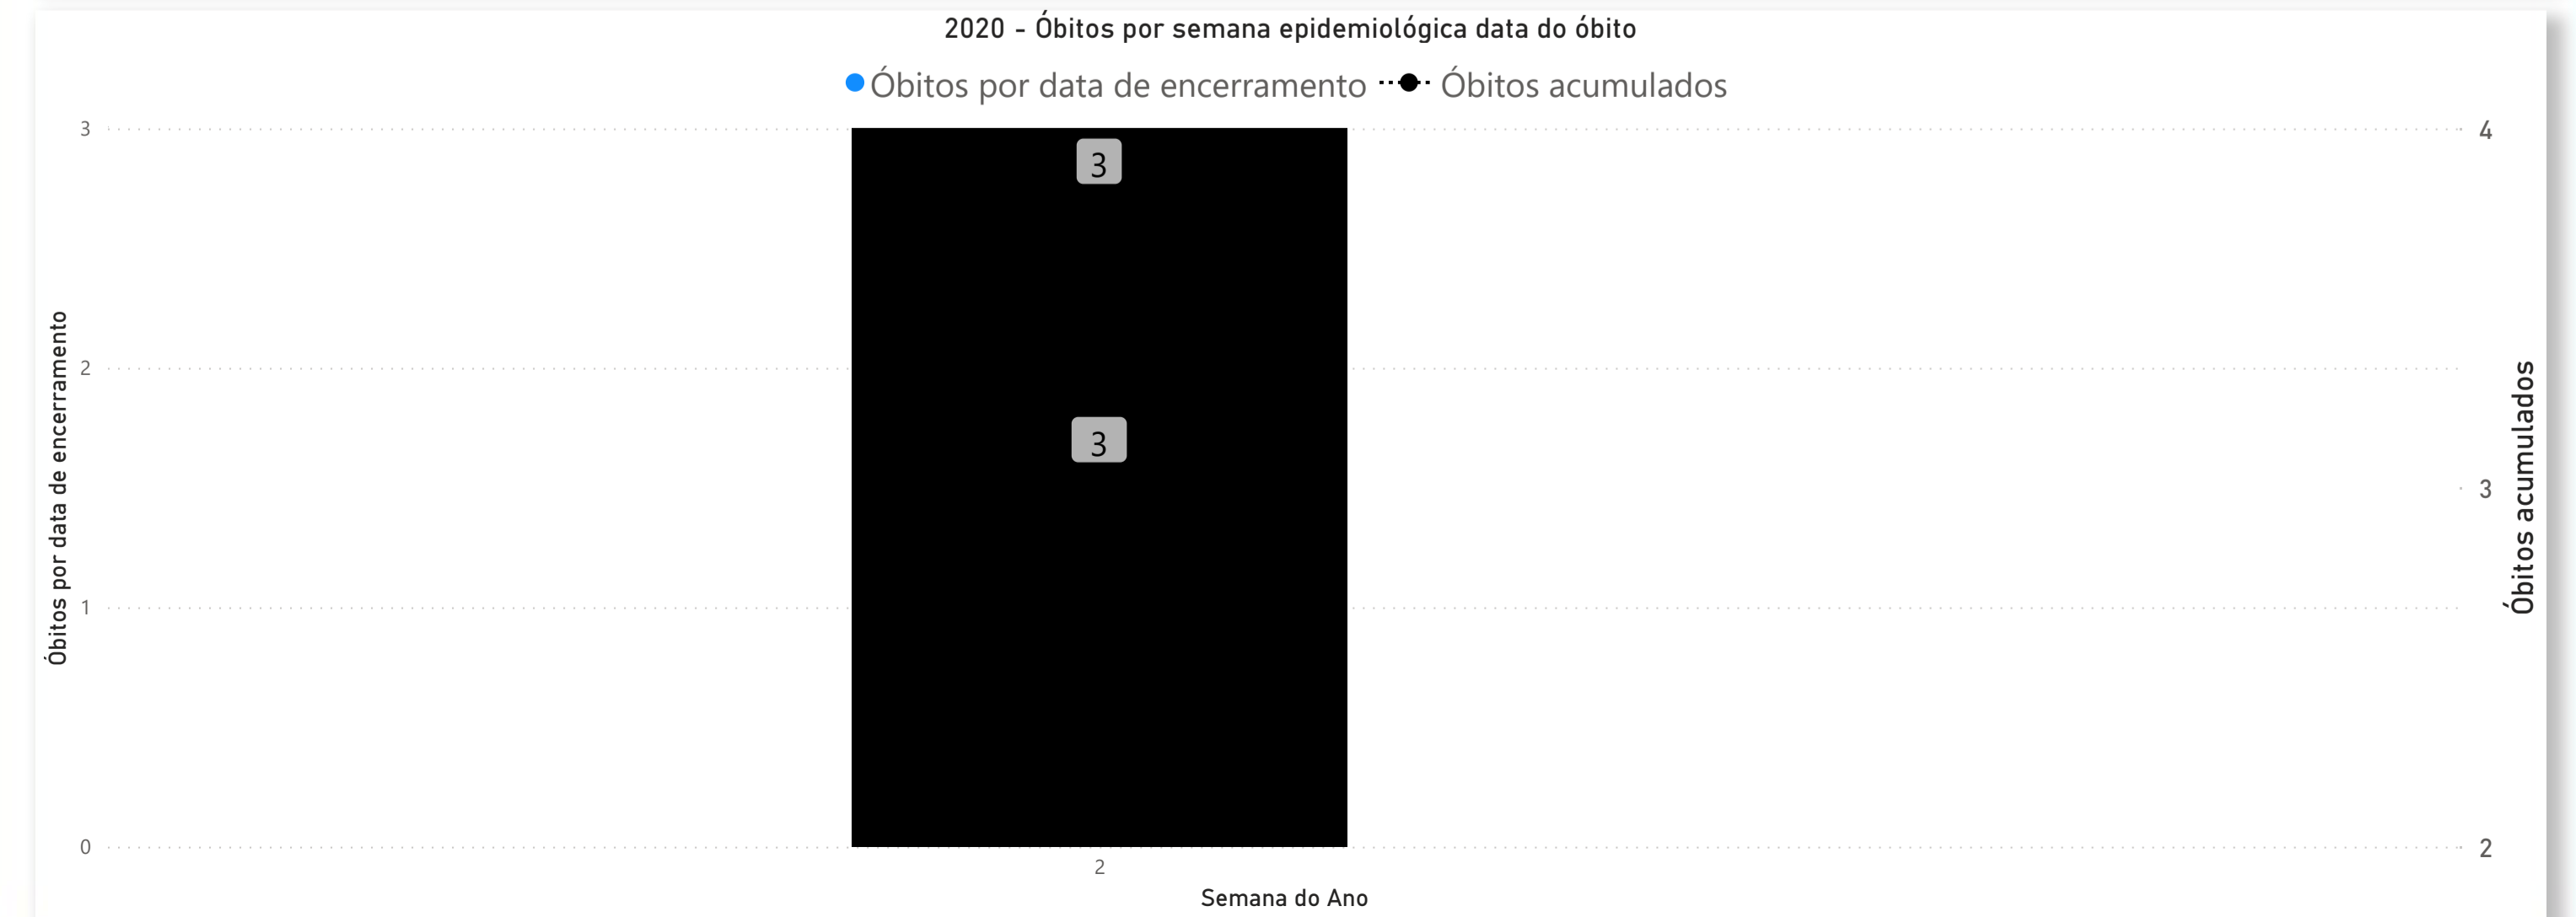 2020 - Óbitos por semana epidemiológica data do óbito
Óbitos por data de encerramento Óbitos acumulados
3
2
1
0
Óbitos por data de encerramento
3
3
4
3
2
Óbitos acumulados
2
Semana do Ano